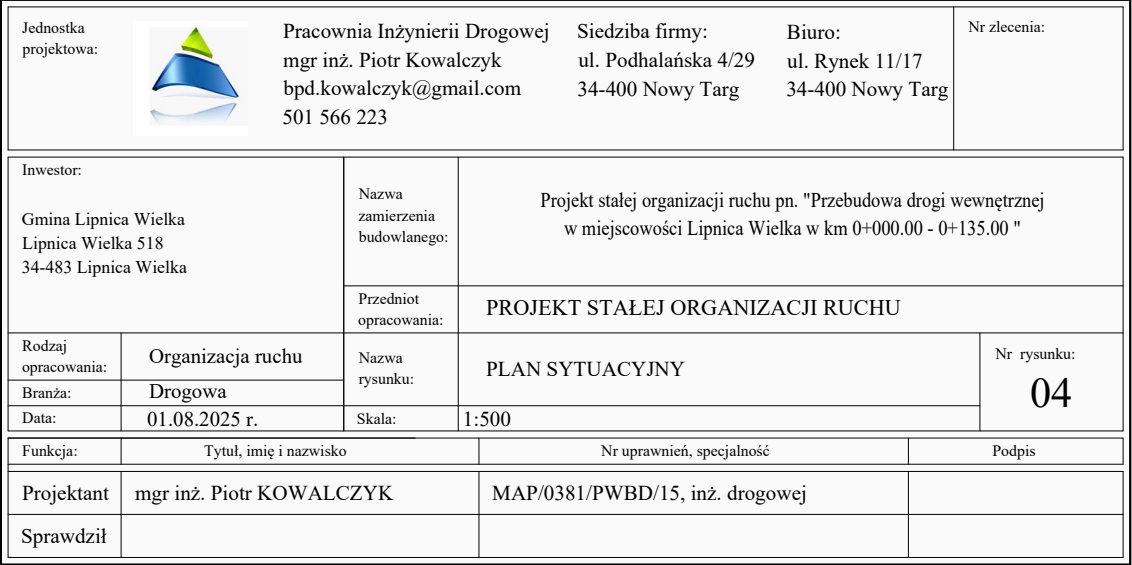 Jednostka
projektowa:
Pracownia Inżynierii Drogowej
mgr inż. Piotr Kowalczyk
bpd.kowalczyk@gmail.com
501 566 223
Siedziba firmy:
ul. Podhalańska 4/29
34-400 Nowy Targ
Biuro:
ul. Rynek 11/17
34-400 Nowy Targ
Nr zlecenia:
Inwestor:
Gmina Lipnica Wielka
Lipnica Wielka 518
34-483 Lipnica Wielka
Nazwa
zamierzenia
budowlanego:
Projekt stałej organizacji ruchu pn. "Przebudowa drogi wewnętrznej
w miejscowości Lipnica Wielka w km 0+000.00 - 0+135.00 "
Przedniot
opracowania:
PROJEKT STAŁEJ ORGANIZACJI RUCHU
Rodzaj
opracowania:
Organizacja ruchu
Nazwa
rysunku:
PLAN SYTUACYJNY
Nr rysunku:
04
Branża:
Drogowa
Data:
01.08.2025 r.
Skala:
1:500
Funkcja:
Tytuł, imię i nazwisko
Nr uprawnień, specjalność
Podpis
Projektant
mgr inż. Piotr KOWALCZYK
MAP/0381/PWBD/15, inż. drogowej
Sprawdził